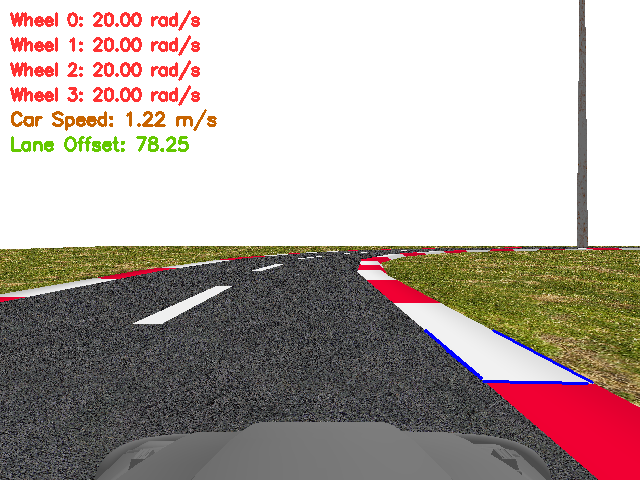 Wheel 0: 20.00 rad/s
Wheel 1: 20.00 rad/s
Wheel 2: 20.00 rad/s
Wheel 3: 20.00 rad/s
Car Speed: 1.22 m/s
Lane Offset: 78.25